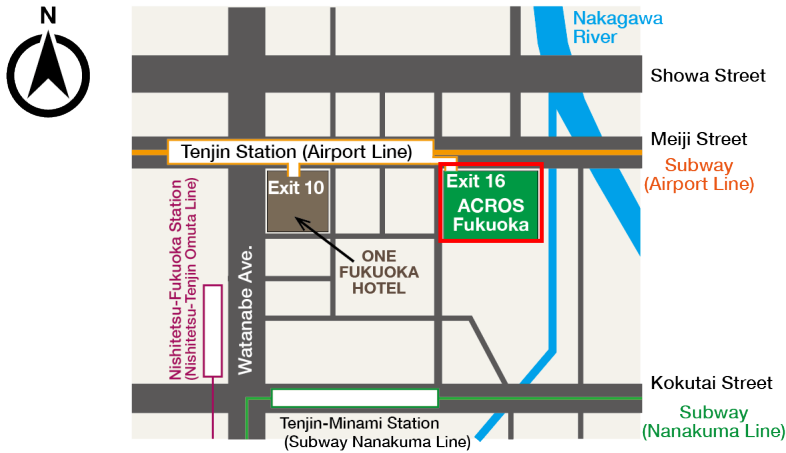 N
Nakagawa
River
Showa Street
Meiji Street
Tenjin Station (Airport Line)
Subway
(Airport Line)
Exit 10
Exit 16
ACROS
Fukuoka
ONE
FUKUOKA
HOTEL
Nishitetsu-Fukuoka Station
(Nishitetsu-Tenjin Omuta Line)
Watanabe Ave.
Kokutai Street
Subway
(Nanakuma Line)
Tenjin-Minami Station
(Subway Nanakuma Line)